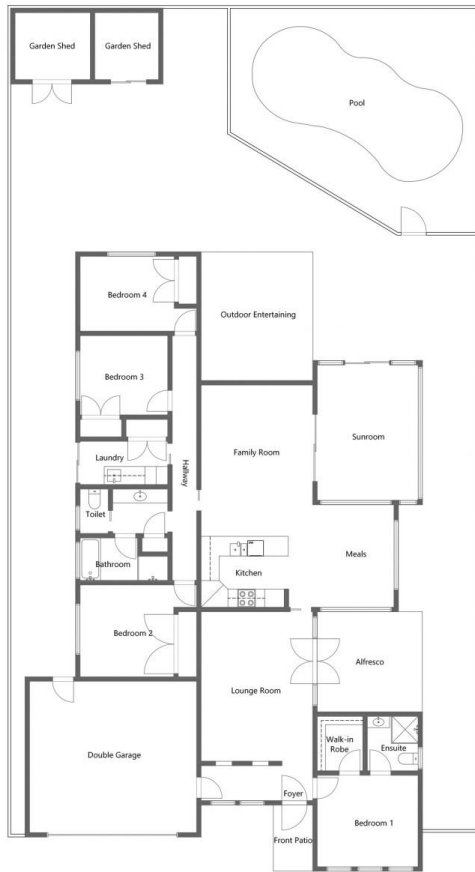 Garden Shed
Garden Shed
Pool
Bedroom 4
Outdoor Entertaining
Bedroom 3
Family Room
Sunroom
Laundry
Hallway
Toilet
Meals
Bathroom
Kitchen
Bedroom 2
Alfresco
Lounge Room
Double Garage
Walk-in
Robe
Ensuite
Foyer
Bedroom 1
Front Patio